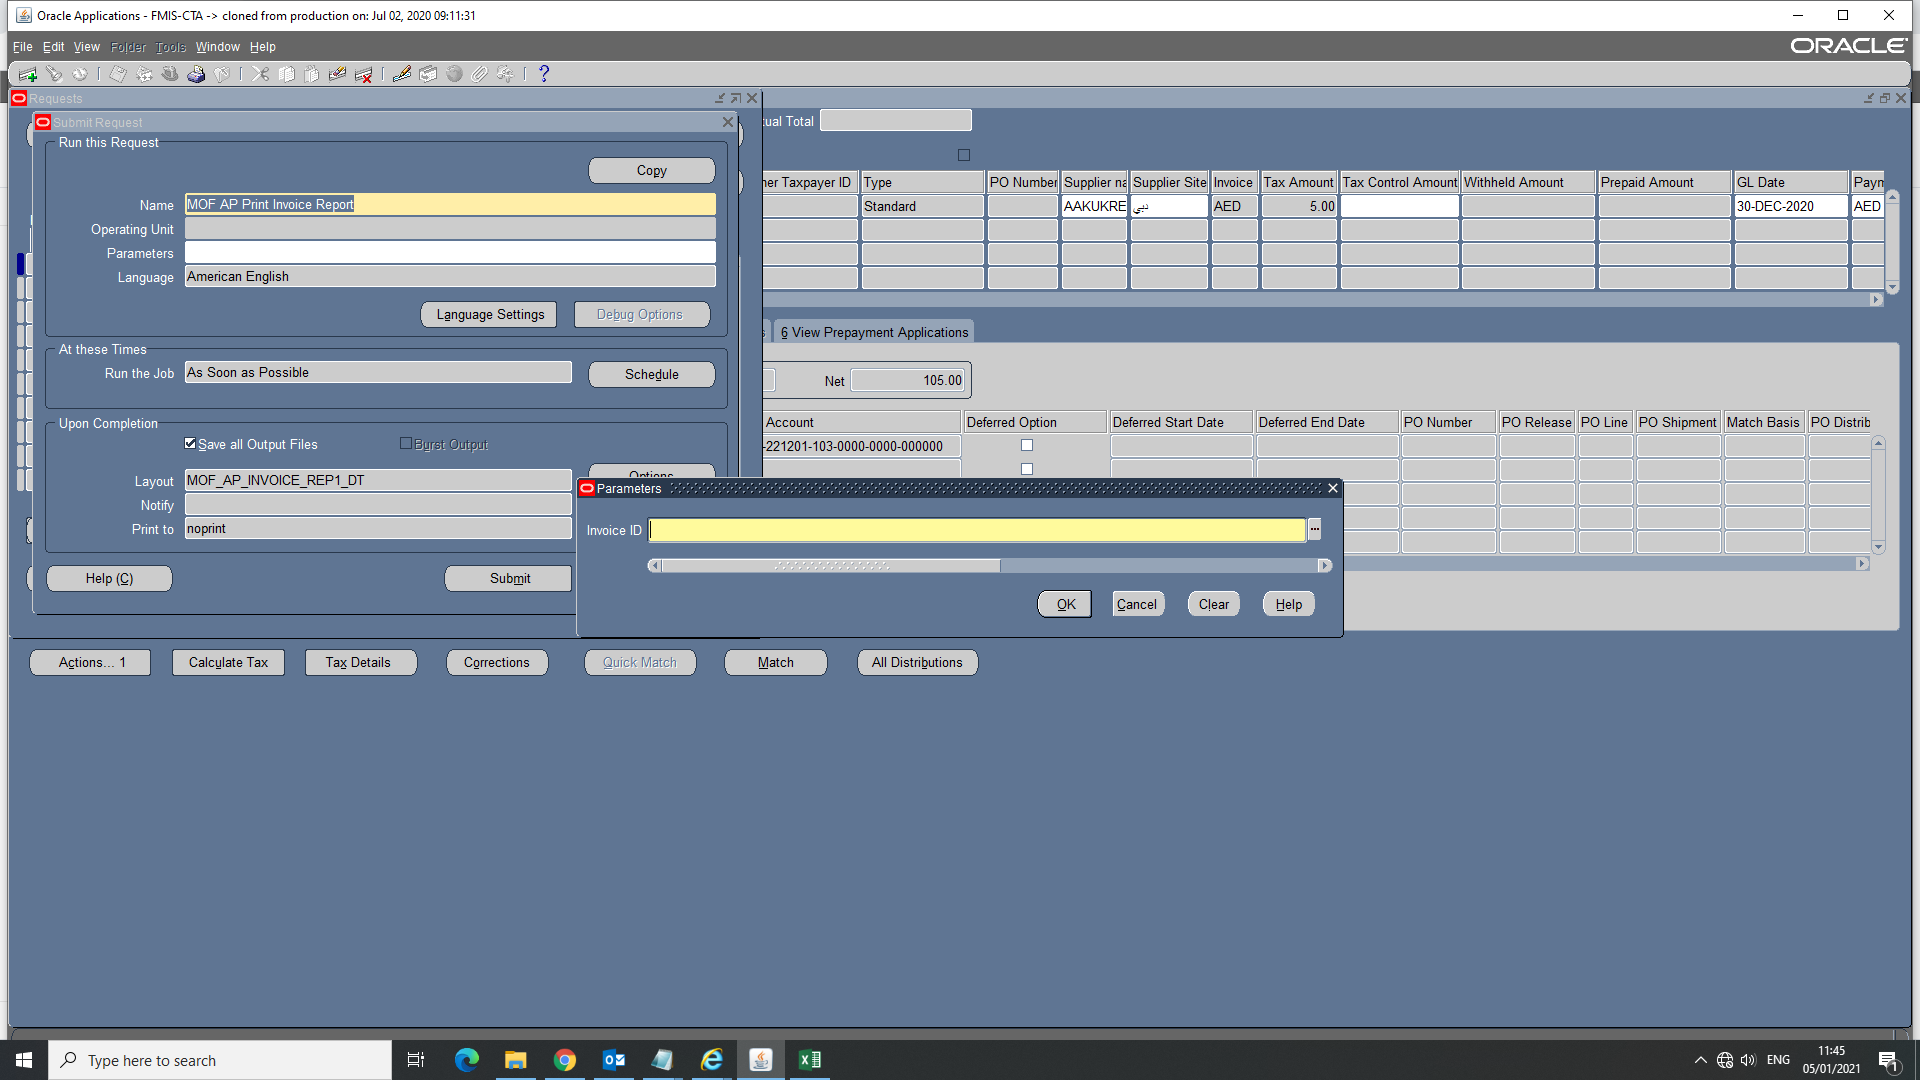 Oracle Applications - FMIS-CTA -> cloned from production on: Jul 02, 2020 09:11:31
File Edit View Folder Tools Window Help
ORACLE
Requests
Submit Request
Run this Request
Copy
Name MOF AP Print Invoice Report
Operating Unit
Parameters
Language American English
Language Settings Debug Options
At these Times
Run the Job As Soon as Possible Schedule
Upon Completion
Save all Output Files Burst Output
Layout MOF_AP_INVOICE_REP1_DT Options
Notify
Print to noprint
Help (C) Submit
Total
Taxpayer ID Type PO Number Supplier Supplier Site Invoice Tax Amount Tax Control Amount Withheld Amount Prepaid Amount GL Date
Standard AAKUKRE دبي AED 5.00 30-DEC-2020 AED
6 View Prepayment Applications
Net 105.00
Account Deferred Option Deferred Start Date Deferred End Date PO Number PO Release PO Line PO Shipment Match Basis PO Distrib
-221201-103-0000-0000-000000
Parameters
Invoice ID
OK Cancel Clear Help
Actions... 1 Calculate Tax Tax Details Corrections Quick Match Match All Distributions
Type here to search
ENG
11:45
05/01/2021
1